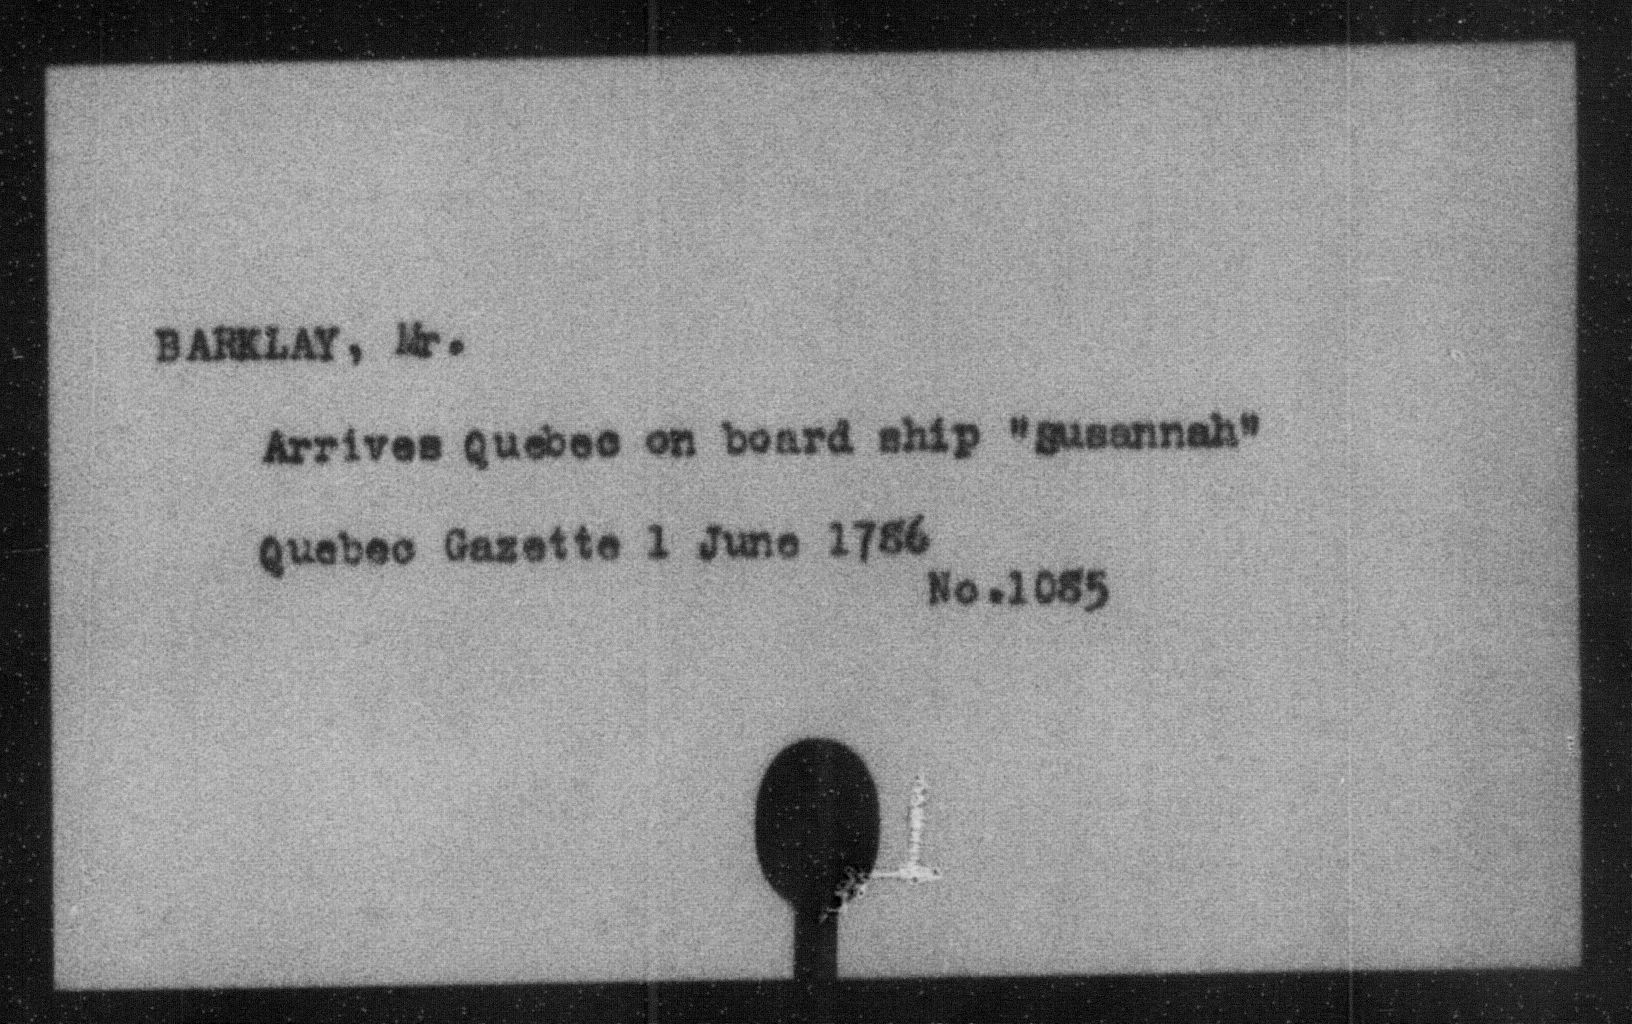 BARKLAY, Mr.
Arrives Quebec on board ship "Susannah"
Quebec Gazette 1 June 1786
No.1085